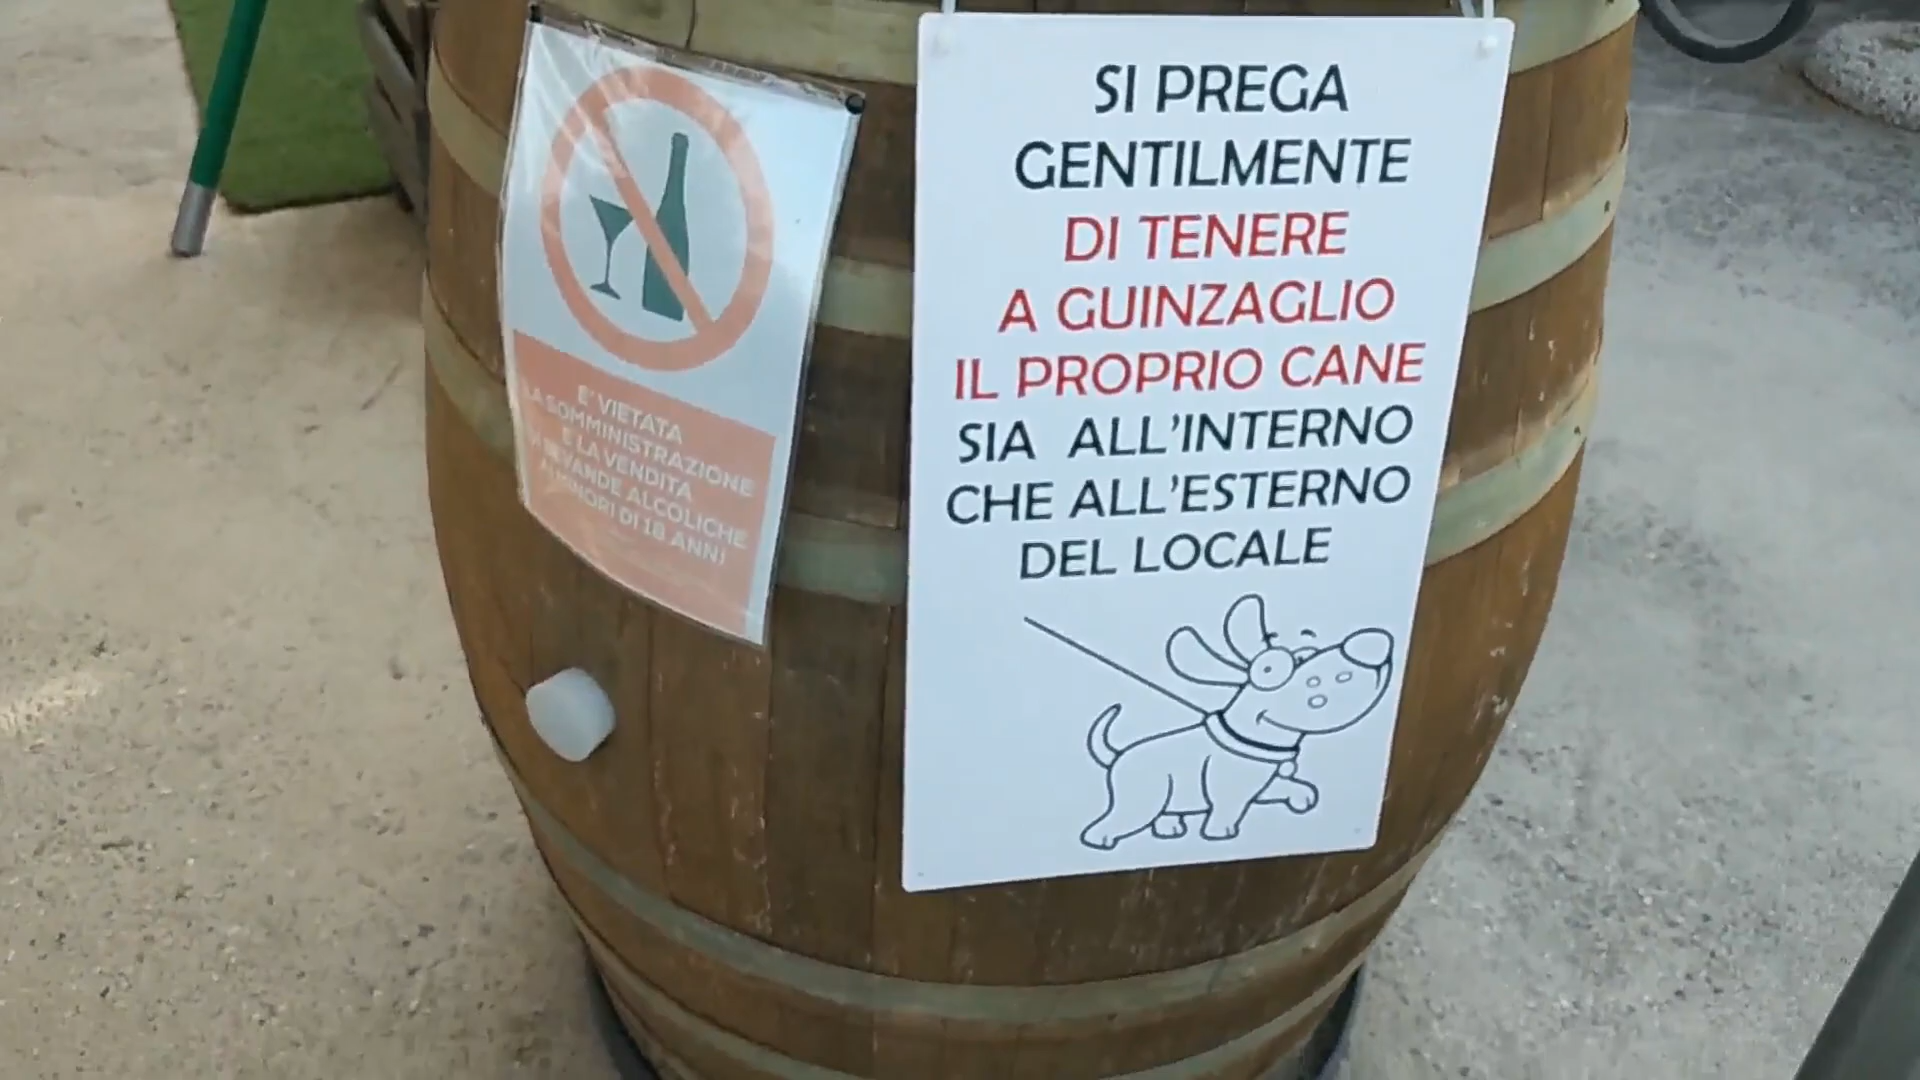 E' VIETATA
LA SOMMINISTRAZIONE
E LA VENDITA
DI BEVANDE ALCOLICHE
AI MINORI DI 18 ANNI
SI PREGA
GENTILMENTE
DI TENERE
A GUINZAGLIO
IL PROPRIO CANE
SIA ALL'INTERNO
CHE ALL'ESTERNO
DEL LOCALE